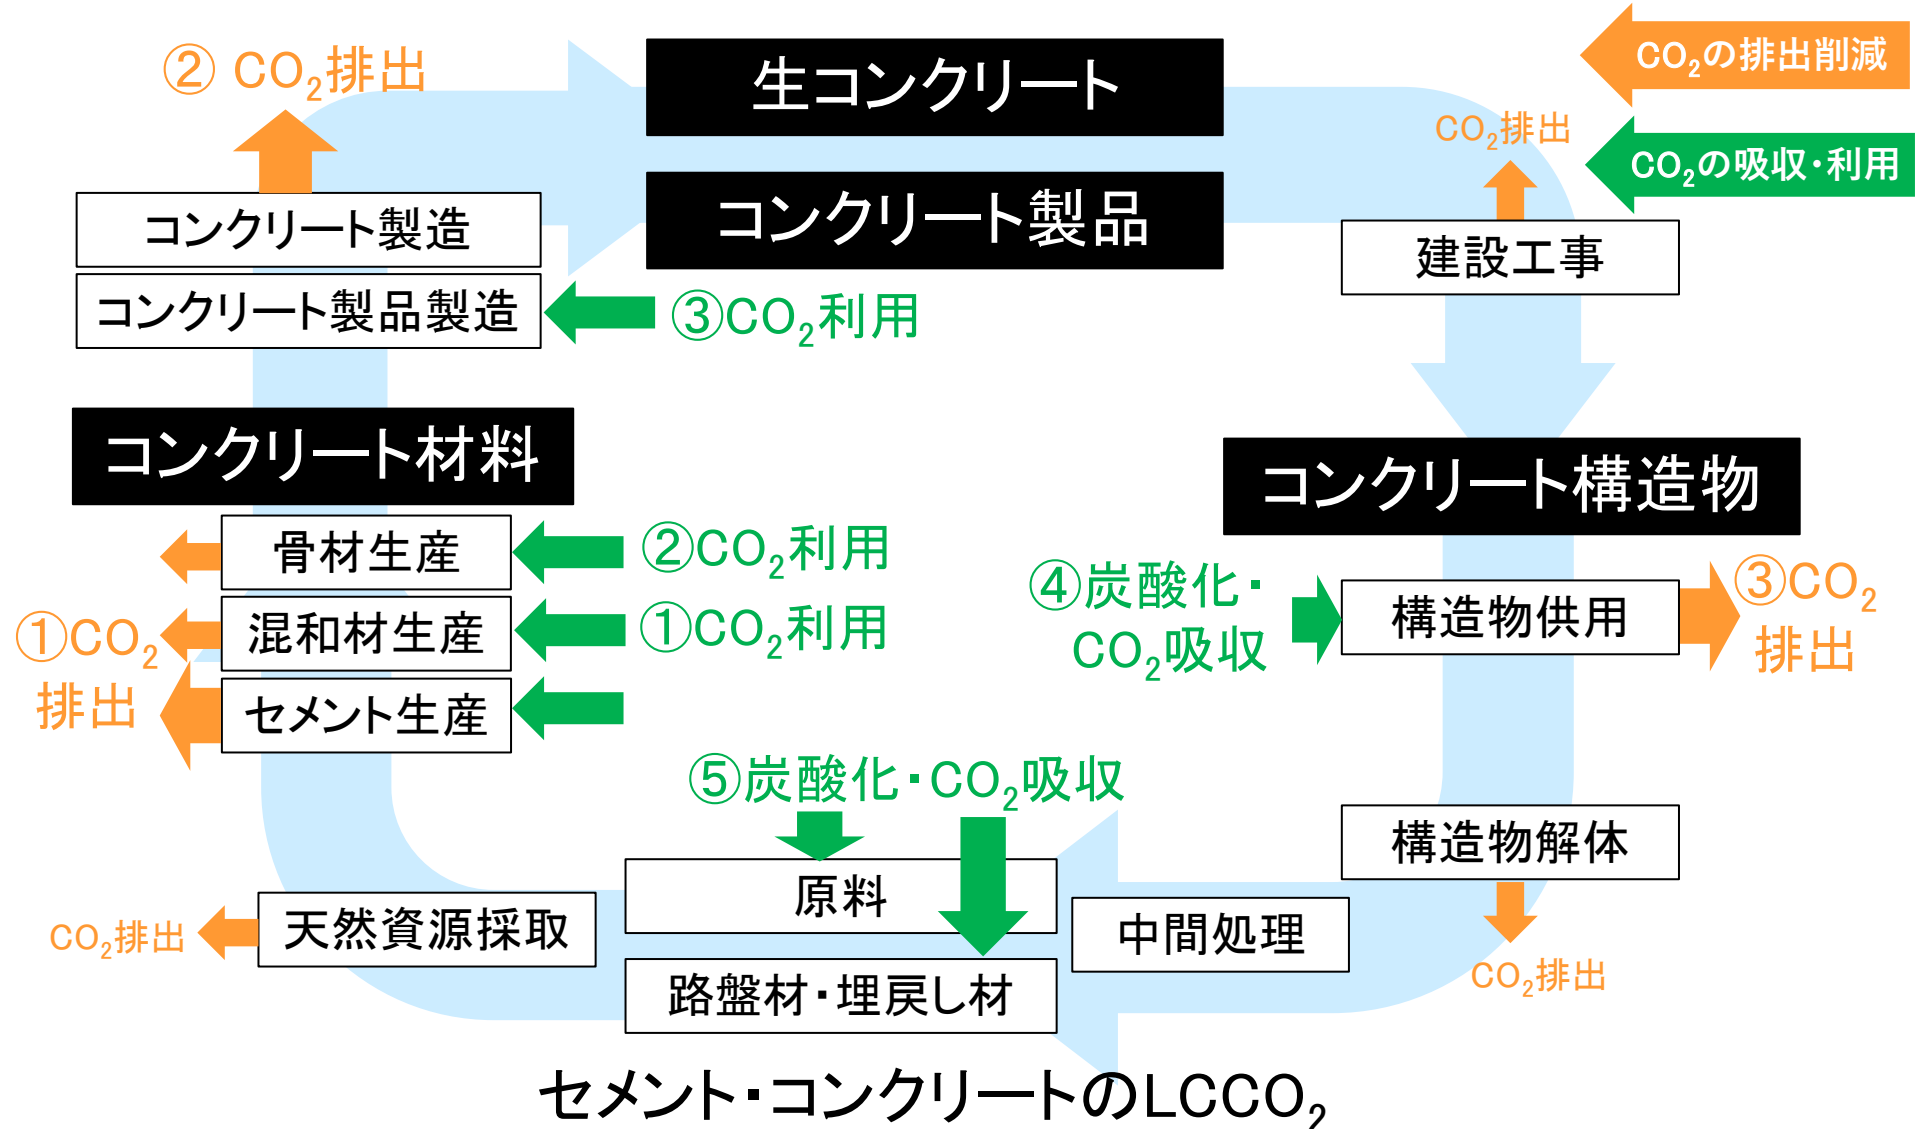 ② CO₂排出
生コンクリート
CO₂の排出削減
CO₂排出
CO₂の吸収・利用
コンクリート製造
コンクリート製品
建設工事
コンクリート製品製造
③CO₂利用
コンクリート材料
コンクリート構造物
骨材生産
②CO₂利用
①CO₂
排出
混和材生産
①CO₂利用
セメント生産
④炭酸化・
CO₂吸収
構造物供用
③CO₂
排出
⑤炭酸化・CO₂吸収
構造物解体
原料
天然資源採取
CO₂排出
中間処理
路盤材・埋戻し材
CO₂排出
セメント・コンクリートのLCCO₂